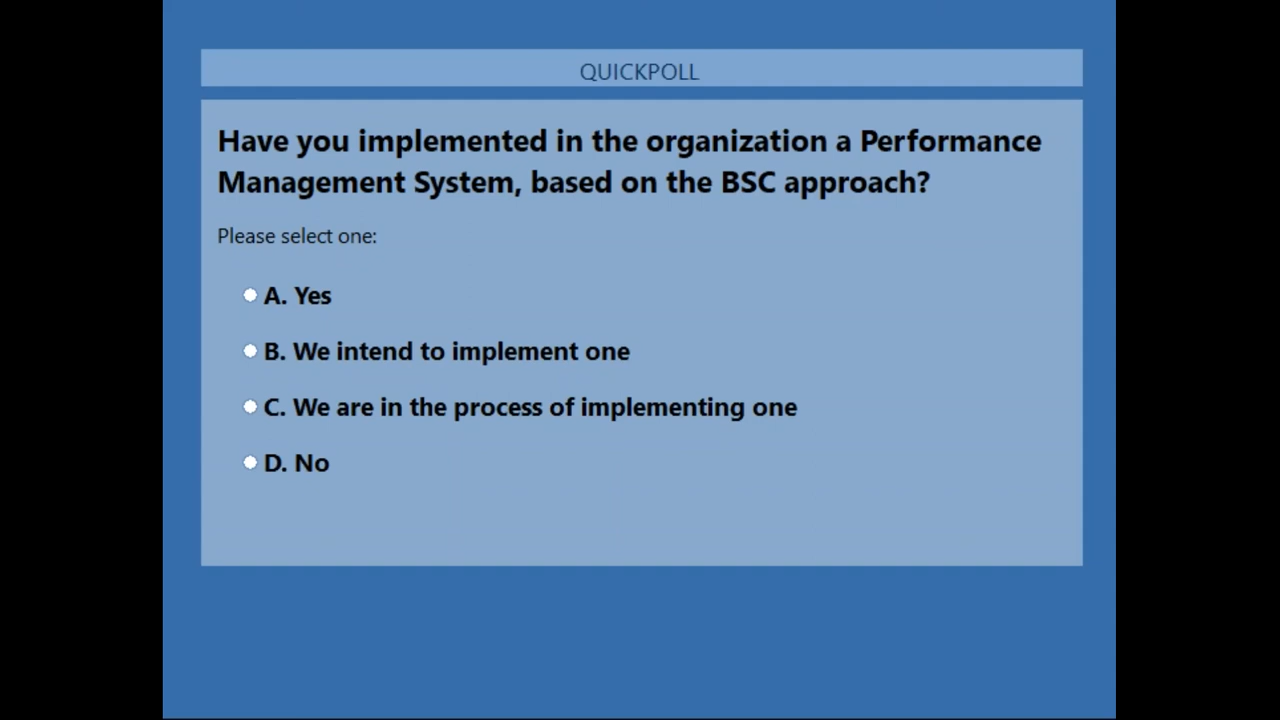 QUICKPOLL
Have you implemented in the organization a Performance
Management System, based on the BSC approach?
Please select one:
A. Yes
B. We intend to implement one
C. We are in the process of implementing one
D. No